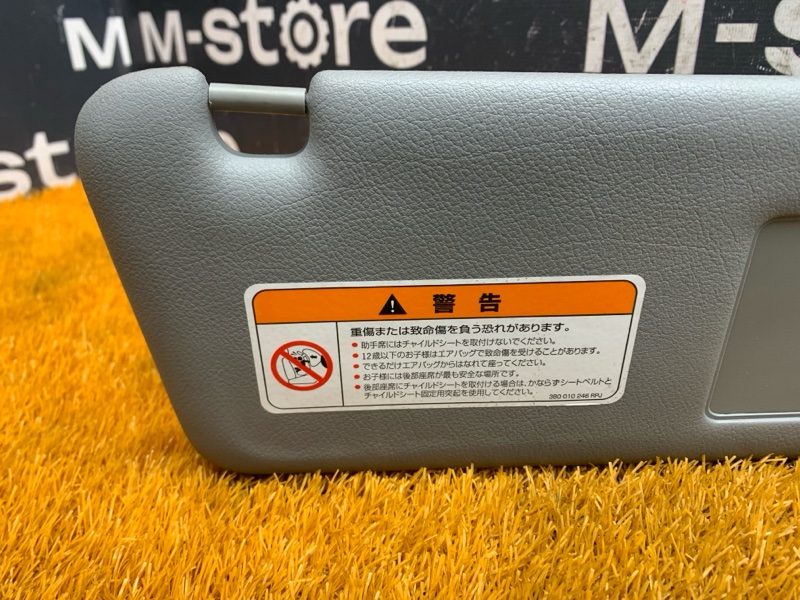 M M-store M-s
st
警告
重傷または致命傷を負う恐れがあります。
● 助手席にはチャイルドシートを取付けないでください。
● 12歳以下のお子様はエアバッグで致命傷を受けることがあります。
● できるだけエアバッグからはなれて座ってください。
● お子様には後部座席が最も安全な場所です。
● 後部座席にチャイルドシートを取付ける場合は、かならずシートベルトと
チャイルドシート固定用突起を使用してください。
3B0 010 246 RPJ